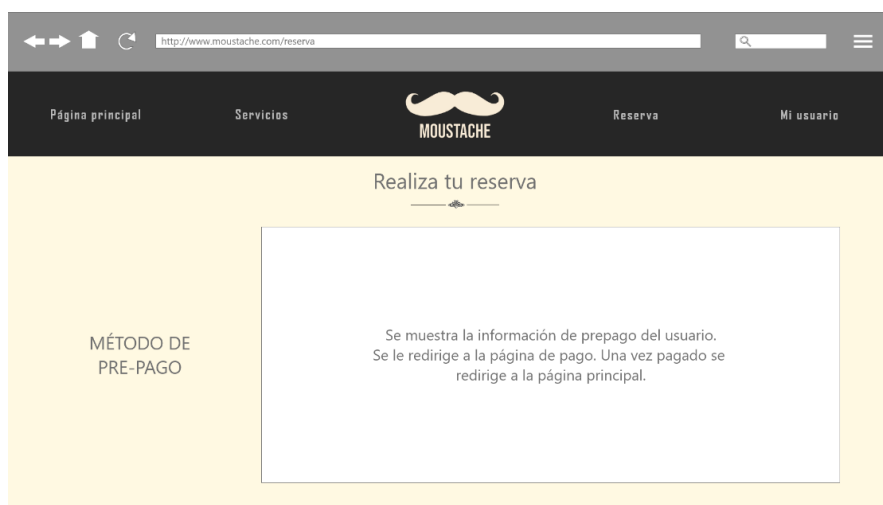 http://www.moustache.com/reserva
Página principal
Servicios
MOUSTACHE
Reserva
Mi usuario
Realiza tu reserva
MÉTODO DE
PRE-PAGO
Se muestra la información de prepago del usuario.
Se le redirige a la página de pago. Una vez pagado se
redirige a la página principal.